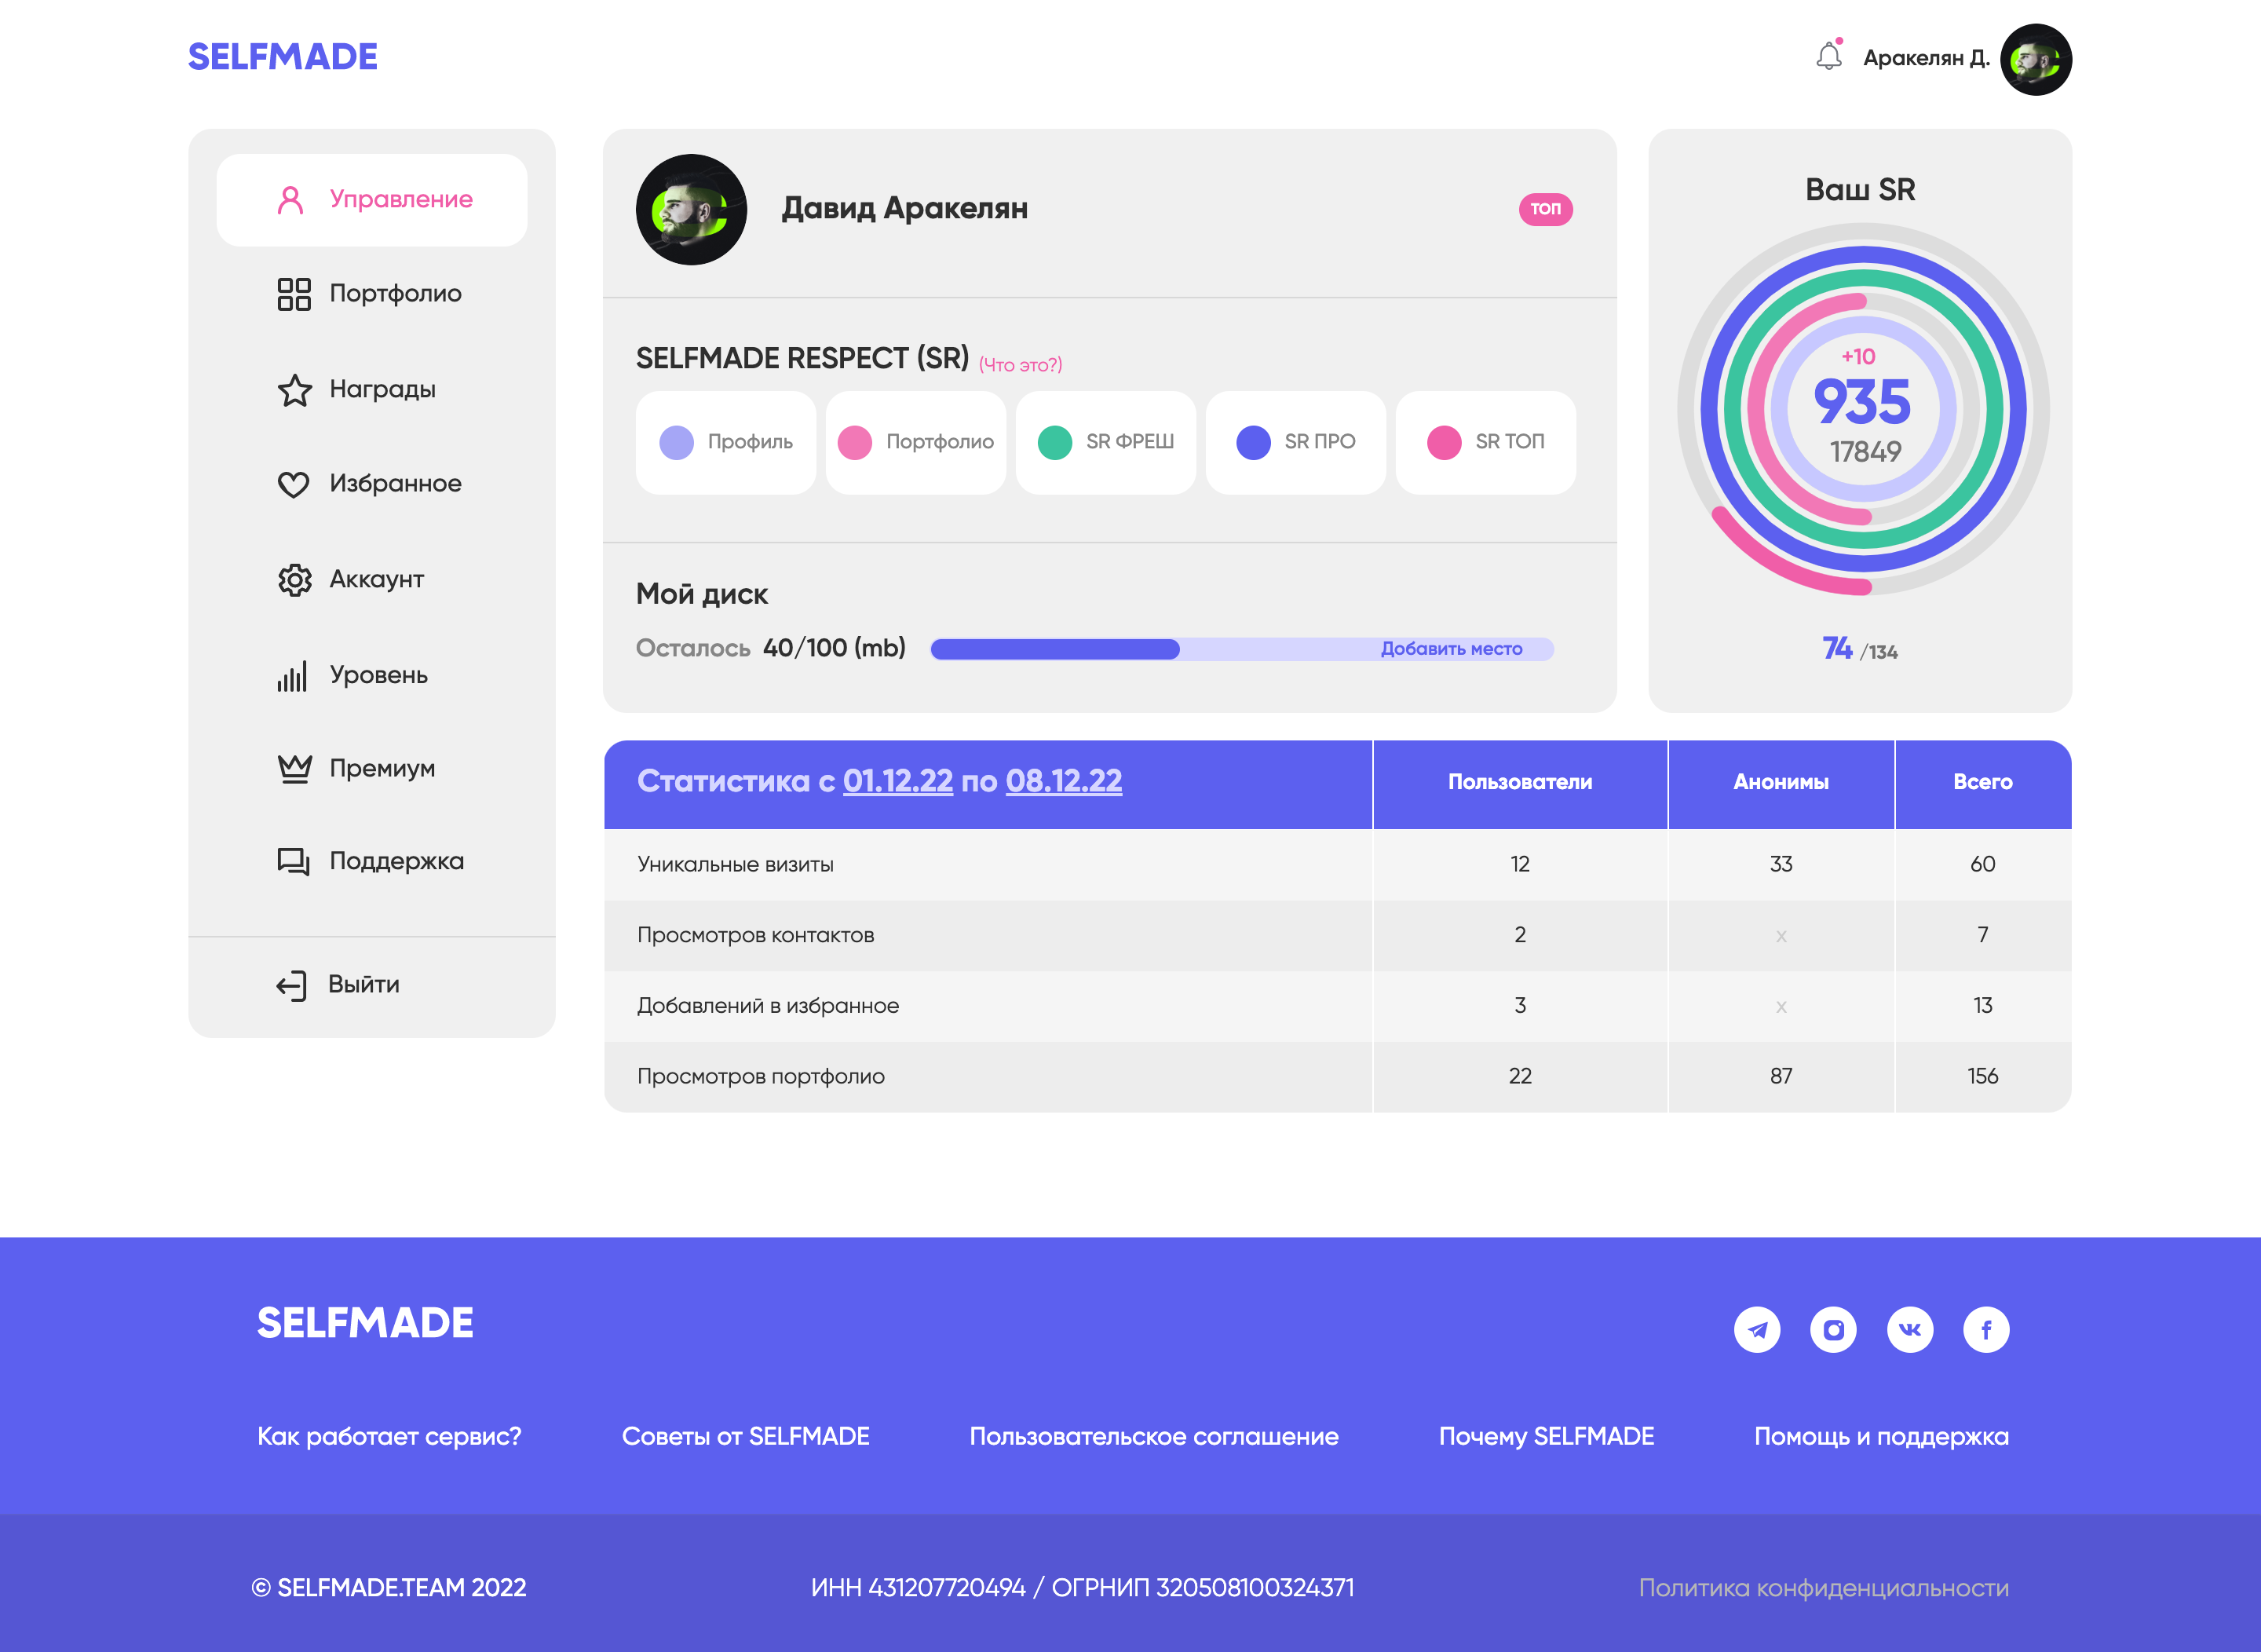 SELFMADE
Аракелян Д.
Управление
Портфолио
Награды
Избранное
Аккаунт
Уровень
Премиум
Поддержка
Выйти
Давид Аракелян
ТОП
SELFMADE RESPECT (SR) (Что это?)
Профиль
Портфолио
SR ФРЕШ
SR ПРО
SR ТОП
Мой диск
Осталось 40/100 (mb)
Добавить место
Ваш SR
+10
935
17849
74 /134
Статистика с 01.12.22 по 08.12.22 Пользователи Анонимы Всего
Уникальные визиты 12 33 60
Просмотров контактов 2 x 7
Добавлений в избранное 3 x 13
Просмотров портфолио 22 87 156
SELFMADE
Как работает сервис?
Советы от SELFMADE
Пользовательское соглашение
Почему SELFMADE
Помощь и поддержка
© SELFMADE.TEAM 2022
ИНН 431207720494 / ОГРНИП 320508100324371
Политика конфиденциальности